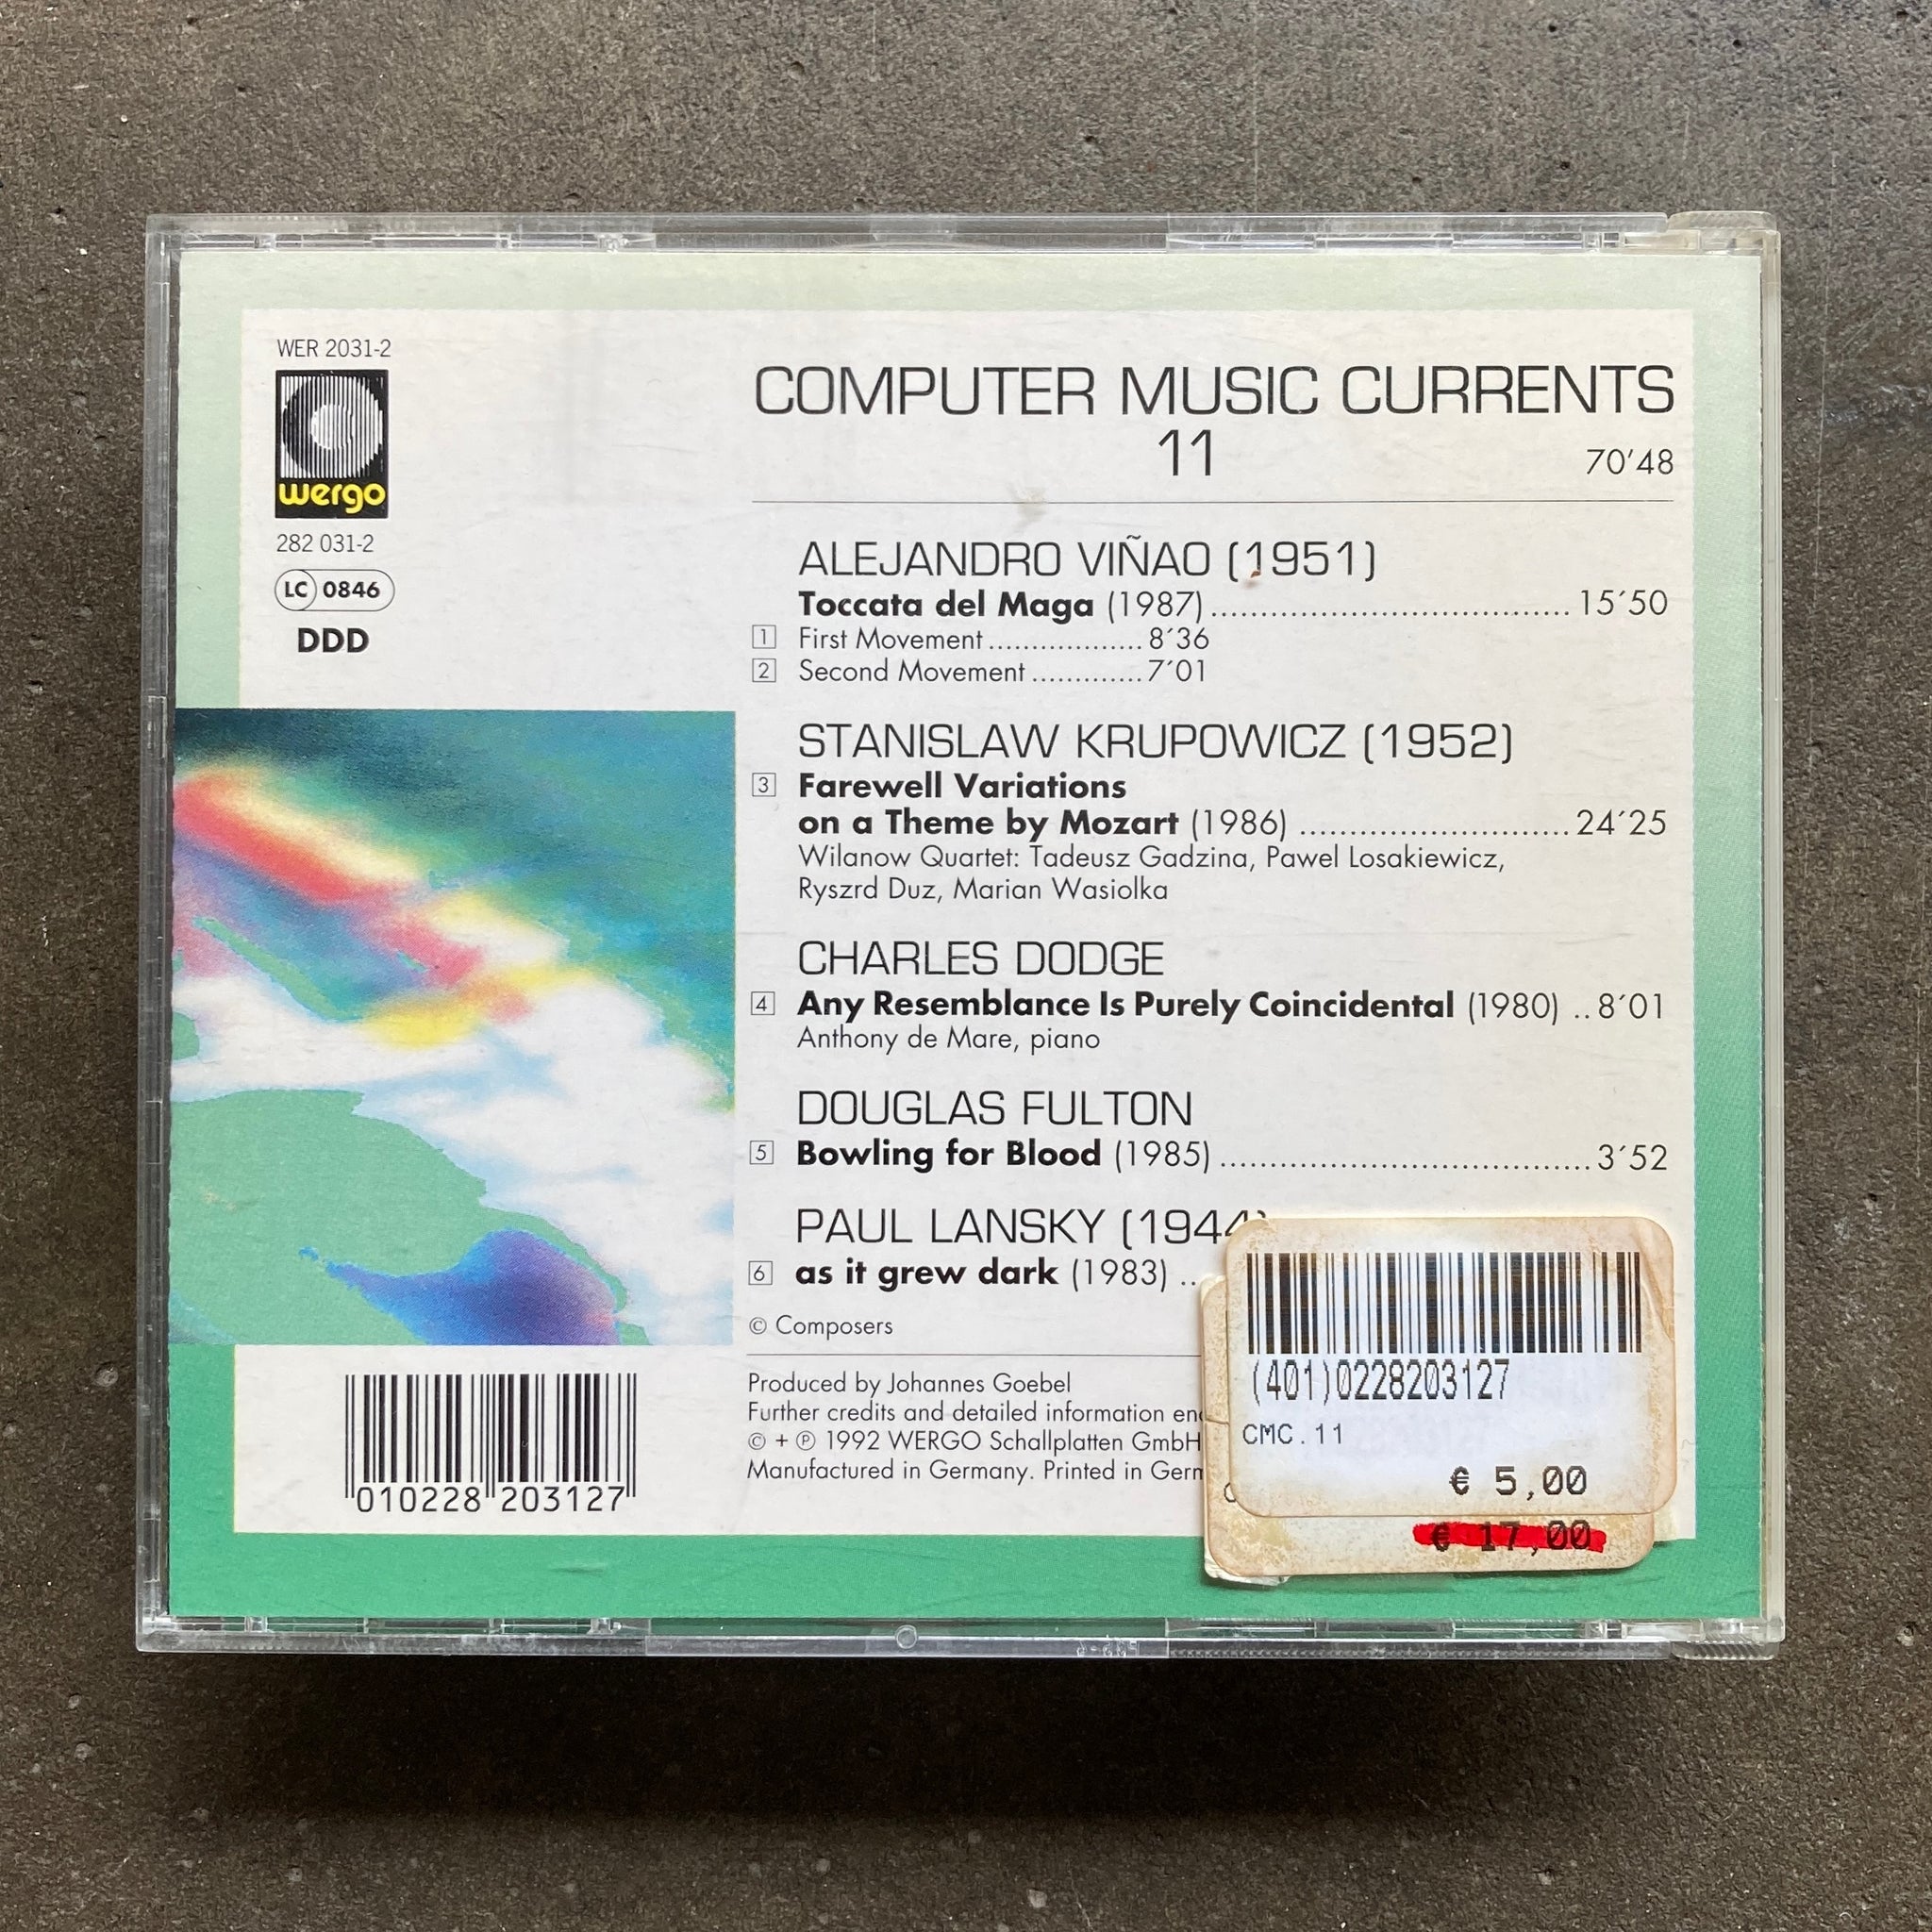 WER 2031-2
wergo
282 031-2
LC 0846
DDD
COMPUTER MUSIC CURRENTS
11
70'48
ALEJANDRO VIÑAO (1951)
Toccata del Maga (1987)....................................15´50
1 First Movement...................8´36
2 Second Movement.............7´01
STANISLAW KRUPOWICZ (1952)
3 Farewell Variations
on a Theme by Mozart (1986) ...........................24´25
Wilanow Quartet: Tadeusz Gadzina, Pawel Losakiewicz,
Ryszrd Duz, Marian Wasiolka
CHARLES DODGE
4 Any Resemblance Is Purely Coincidental (1980) ..8´01
Anthony de Mare, piano
DOUGLAS FULTON
5 Bowling for Blood (1985).....................................3´52
PAUL LANSKY (1944)
6 as it grew dark (1983) ..
© Composers
Produced by Johannes Goebel
Further credits and detailed information
© + ℗ 1992 WERGO Schallplatten GmbH
Manufactured in Germany. Printed in
010228 203127
(401)0228203127
CMC.11
€ 5,00
€ 17,00